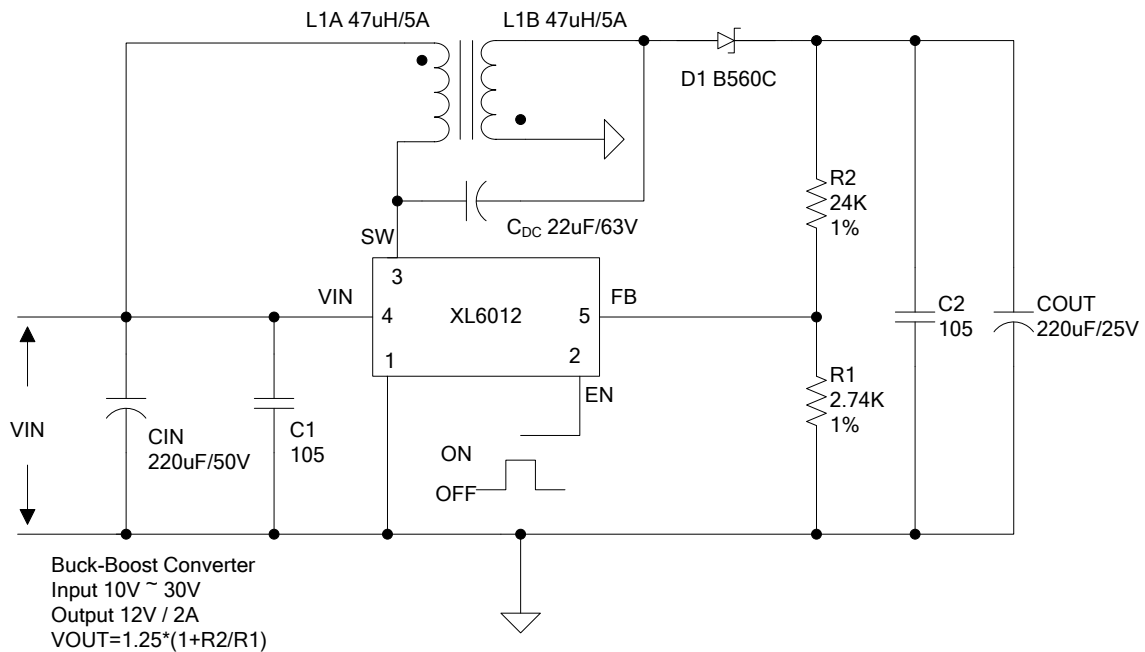 L1A 47uH/5A
L1B 47uH/5A
D1 B560C
R2
24K
1%
CDC 22uF/63V
SW
3
VIN
4
XL6012
5
FB
1
2
EN
C2
105
COUT
220uF/25V
R1
2.74K
1%
VIN
CIN
220uF/50V
C1
105
ON
OFF
Buck-Boost Converter
Input 10V ~ 30V
Output 12V / 2A
VOUT=1.25*(1+R2/R1)